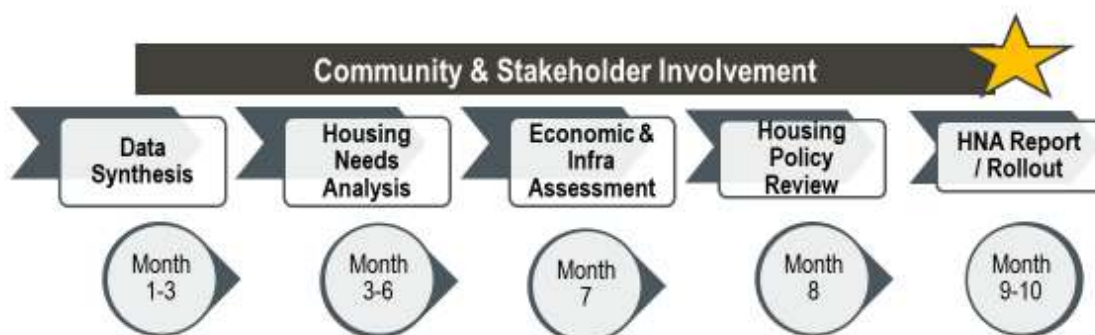 Community & Stakeholder Involvement
Data
Synthesis
Housing
Needs
Analysis
Economic &
Infra
Assessment
Housing
Policy
Review
HNA Report
/ Rollout
Month
1-3
Month
3-6
Month
7
Month
8
Month
9-10